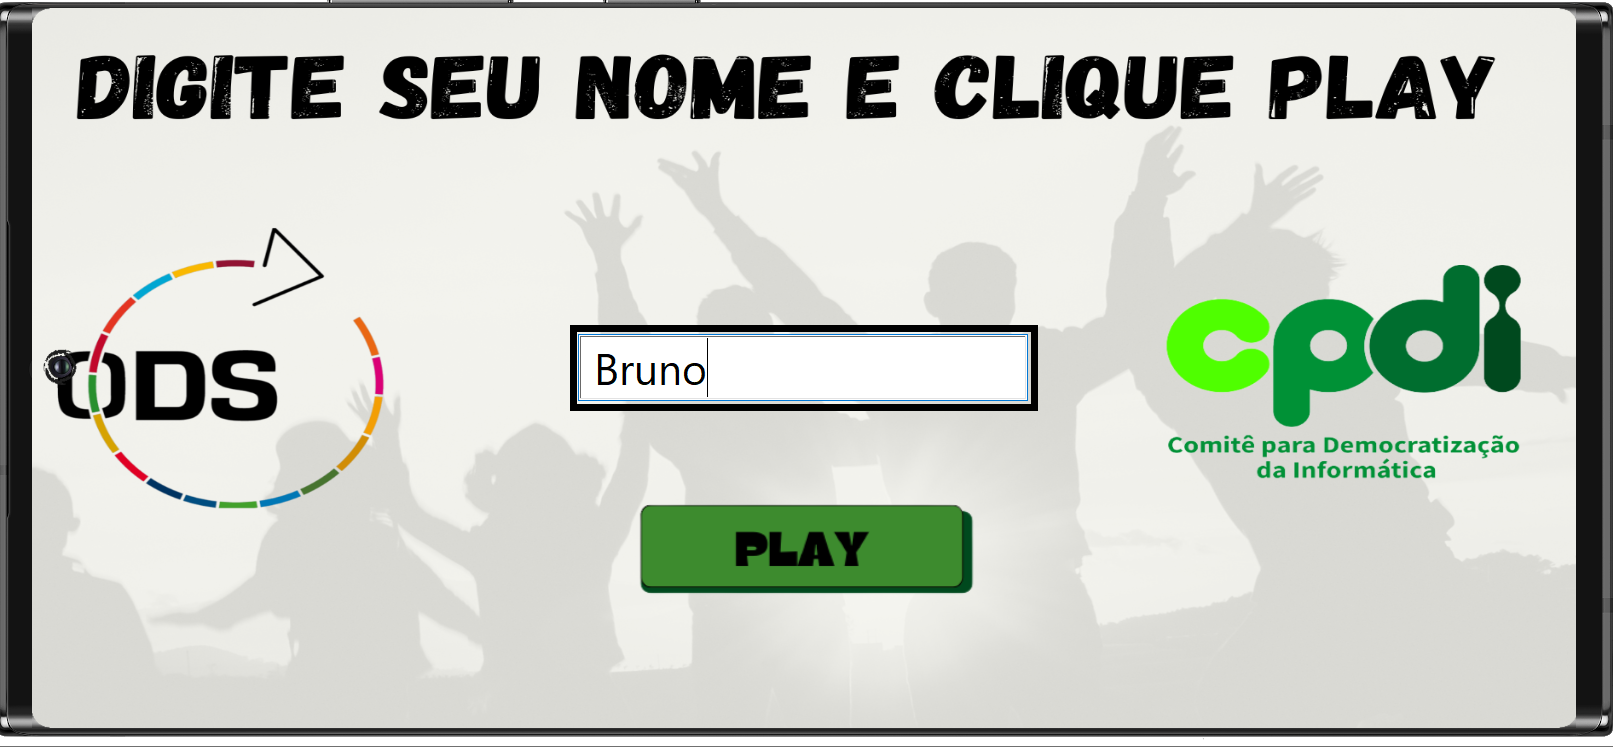 DIGITE SEU NOME E CLIQUE PLAY
ODS
Bruno
cpdi
Comitê para Democratização
da Informática
PLAY